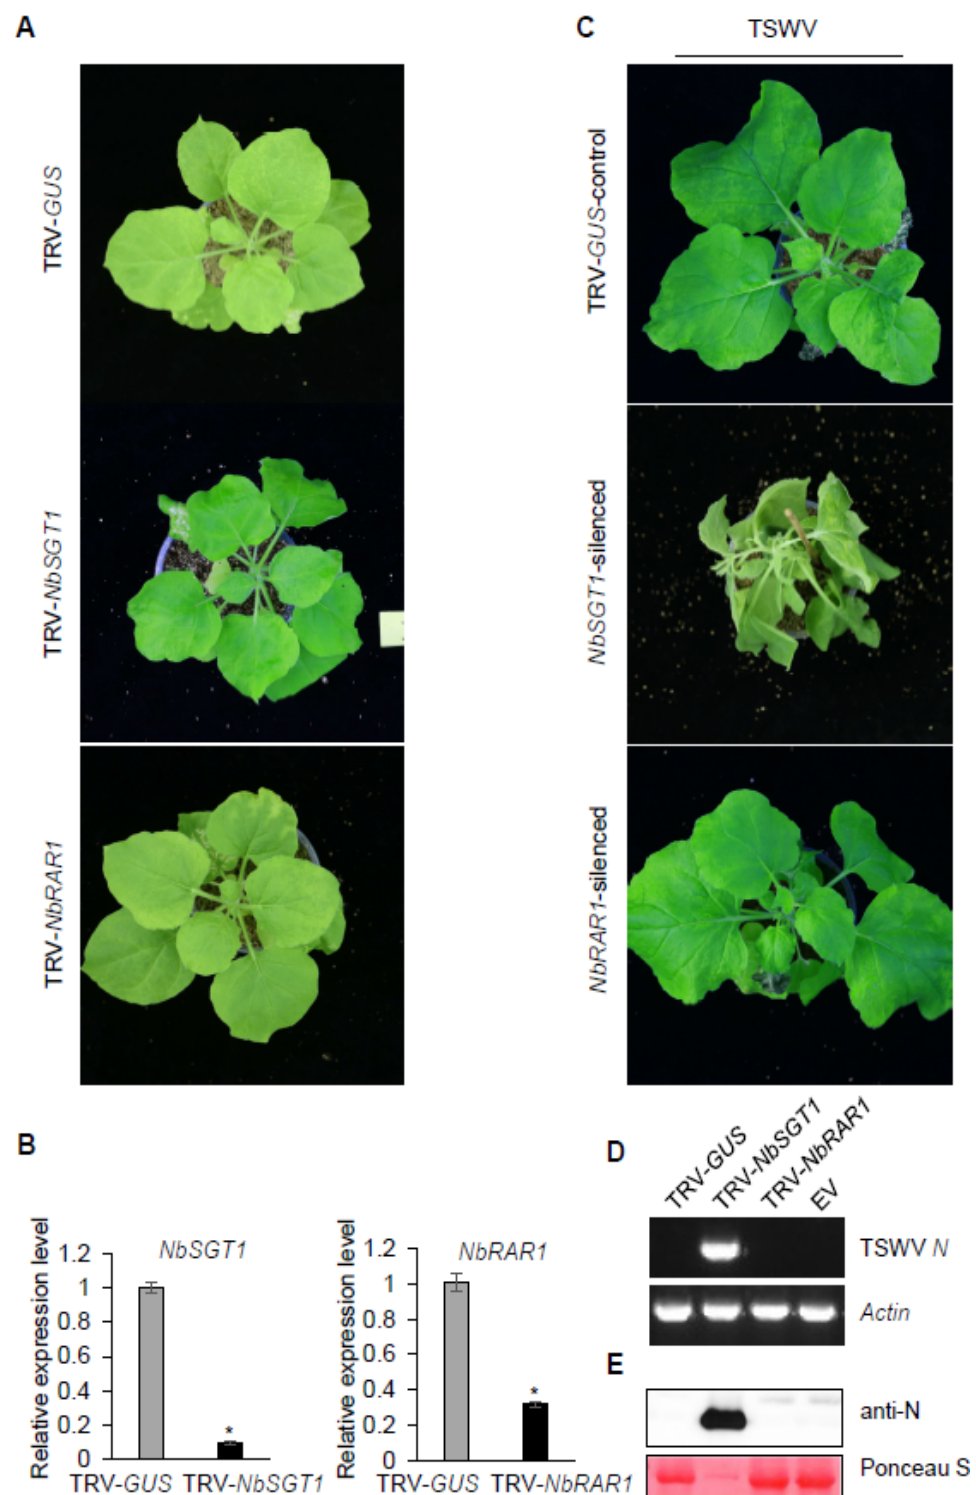 A
TRV-GUS
TRV-NbSGT1
TRV-NbRAR1
B
Relative expression level
NbSGT1
1.2
1
0.8
0.6
0.4
0.2
0
*
TRV-GUS TRV-NbSGT1
Relative expression level
NbRAR1
1.2
1
0.8
0.6
0.4
0.2
0
*
TRV-GUS TRV-NbRAR1
C
TSWV
TRV-GUS-control
NbSGT1-silenced
NbRAR1-silenced
D
TRV-GUS
TRV-NbSGT1
TRV-NbRAR1
EV
TSWV N
Actin
E
anti-N
Ponceau S